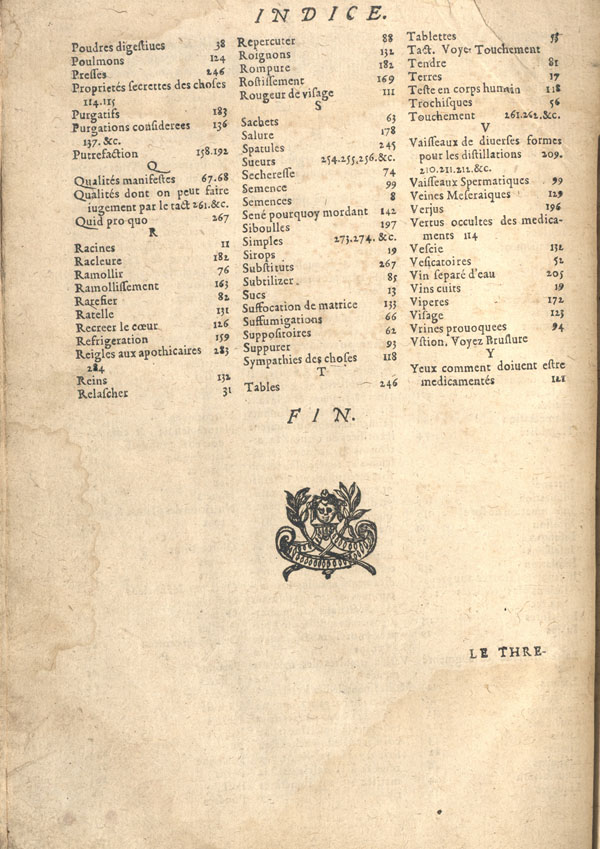 INDICE.
Poudres digestiues 38
Poulmons 124
Presses 246
Proprietés secrettes des choses
114.115
Purgatifs 183
Purgations considerees 136
137. &c.
Putrefaction 158.192
Q
Qualités manifestes 67.68
Qualités dont on peut faire
iugement par le tact 261.&c.
Quid pro quo 267
R
Racines 11
Racleure 182
Ramollir 76
Ramollissement 163
Rarefier 82
Ratelle 131
Recreer le cœur 126
Refrigeration 159
Reigles aux apothicaires 283
284
Reins 132
Relascher 31
Repercuter 88
Roignons 132
Rompure 182
Rostissement 169
Rougeur de visage 111
S
Sachets 63
Salure 178
Spatules 245
Sueurs 254.255.256.&c.
Secheresse 74
Semence 99
Semences 8
Sené pourquoy mordant 142
Siboulles 197
Simples 273.274. &c.
Sirops 19
Substituts 267
Subtilizer 85
Sucs 13
Suffocation de matrice 133
Suffumigations 66
Suppositoires 62
Suppurer 93
Sympathies des choses 118
T
Tables 246
Tablettes 55
Tact. Voyez Touchement
Tendre 81
Terres 17
Teste en corps humain 118
Trochisques 56
Touchement 261.262.&c.
V
Vaisseaux de diuerses formes
pour les distillations 209.
210.211.212.&c.
Vaisseaux Spermatiques 99
Veines Meseraiques 129
Verjus 196
Vertus occultes des medica-
ments 114
Vescie 132
Vesicatoires 52
Vin separé d'eau 205
Vins cuits 19
Viperes 172
Visage 123
Vrines prouoquees 94
Vstion. Voyez Bruslure
Y
Yeux comment doiuent estre
medicamentés 121
FIN.
LE THRE-